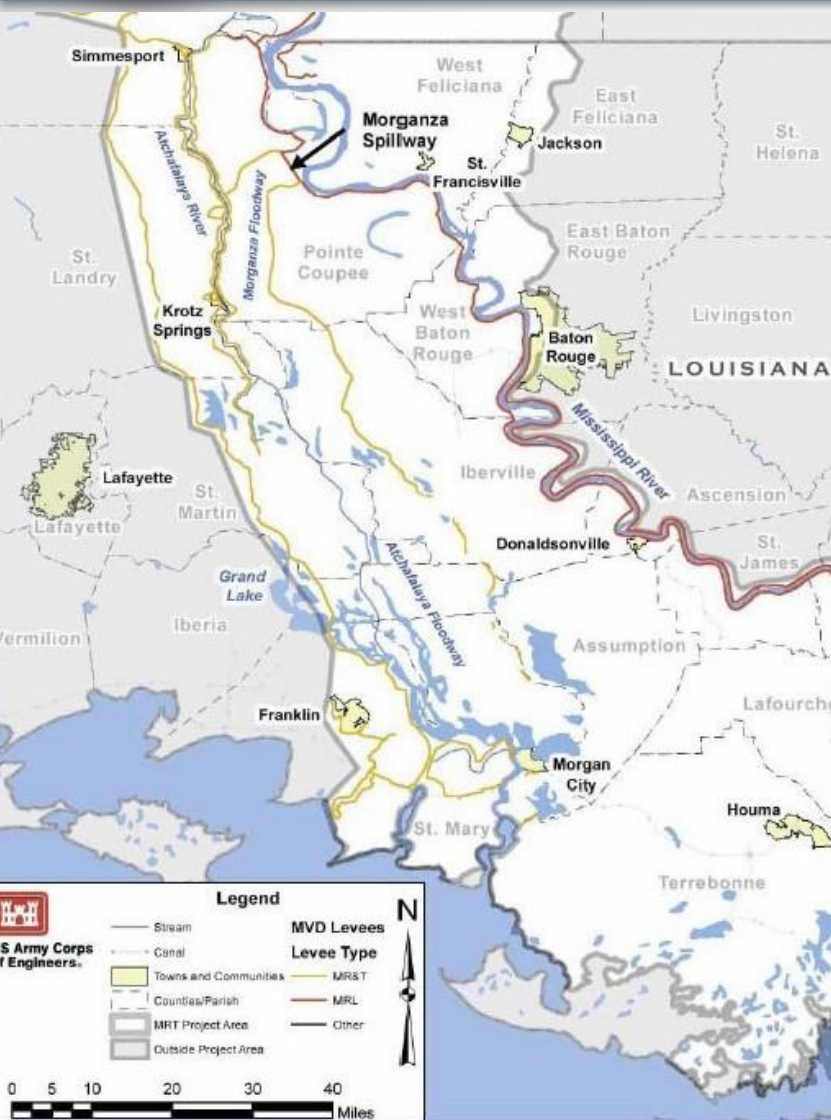 Simmesport
West
Feliciana
East
Feliciana
St.
Helena
Morganza
Spillway
Jackson
St.
Francisville
Atchafalaya River
Morganza Floodway
St.
Landry
Pointe
Coupee
East Baton
Rouge
Krotz
Springs
West
Baton
Rouge
Livingston
Baton
Rouge
LOUISIANA
Mississippi River
Lafayette
Lafayette
St.
Martin
Iberville
Ascension
Donaldsonville
St.
James
Grand
Lake
Atchafalaya Floodway
Vermilion
Iberia
Assumption
Franklin
Lafourche
Morgan
City
Houma
St. Mary
Terrebonne
Legend
N
S Army Corps
f Engineers®
Stream
Canal
Towns and Communities
Counties/Parish
MRT Project Area
Outside Project Area
MVD Levees
Levee Type
MR&T
MRL
Other
0 5 10 20 30 40
Miles